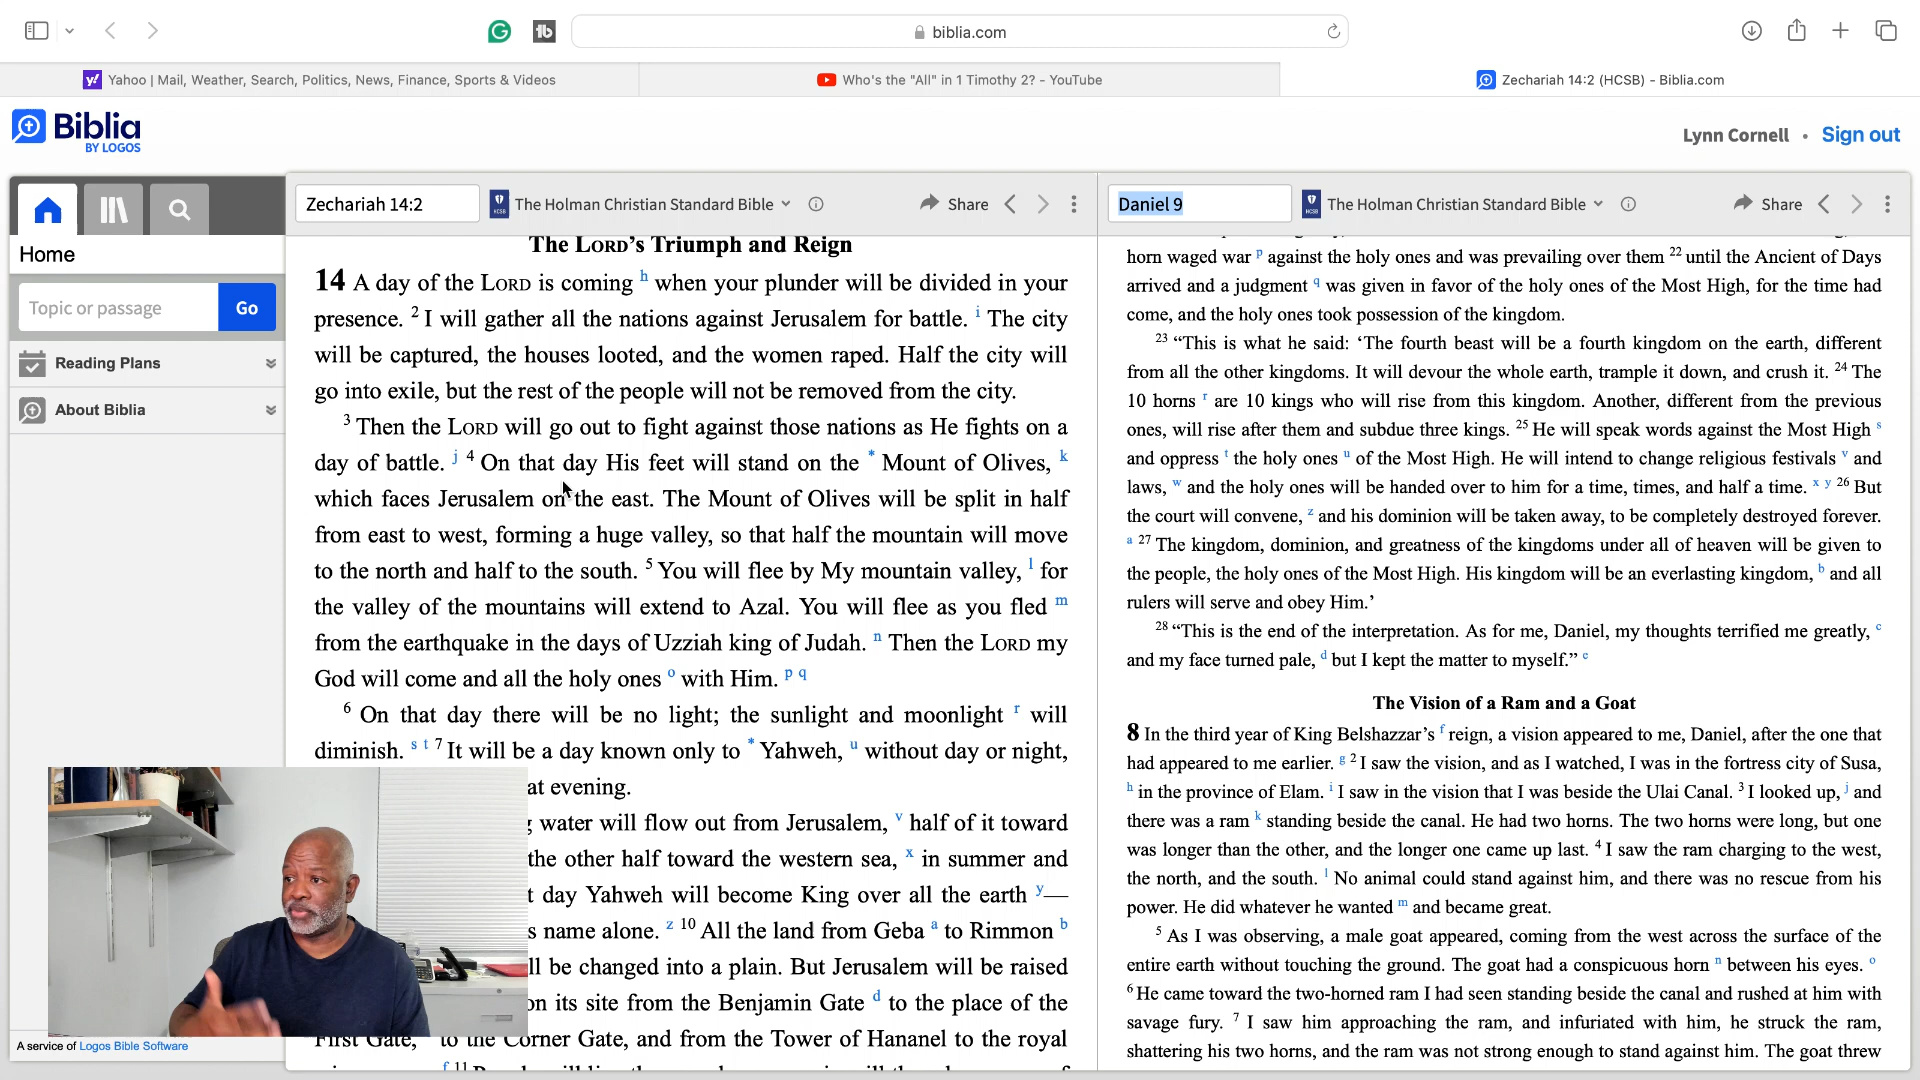 biblia.com
Yahoo | Mail, Weather, Search, Politics, News, Finance, Sports & Videos
Who's the "All" in 1 Timothy 2? - YouTube
Zechariah 14:2 (HCSB) - Biblia.com
Biblia
BY LOGOS
Lynn Cornell • Sign out
Home
Topic or passage
Go
Reading Plans
About Biblia
A service of Logos Bible Software
Zechariah 14:2
HCSB
The Holman Christian Standard Bible
Share
The LORD's Triumph and Reign
14 A day of the LORD is coming h when your plunder will be divided in your
presence. 2 I will gather all the nations against Jerusalem for battle. i The city
will be captured, the houses looted, and the women raped. Half the city will
go into exile, but the rest of the people will not be removed from the city.
3 Then the LORD will go out to fight against those nations as He fights on a
day of battle. j 4 On that day His feet will stand on the * Mount of Olives, k
which faces Jerusalem on the east. The Mount of Olives will be split in half
from east to west, forming a huge valley, so that half the mountain will move
to the north and half to the south. 5 You will flee by My mountain valley, l for
the valley of the mountains will extend to Azal. You will flee as you fled m
from the earthquake in the days of Uzziah king of Judah. n Then the LORD my
God will come and all the holy ones o with Him. p q
6 On that day there will be no light; the sunlight and moonlight r will
diminish. s t 7 It will be a day known only to * Yahweh, u without day or night,
at evening.
water will flow out from Jerusalem, v half of it toward
the other half toward the western sea, x in summer and
day Yahweh will become King over all the earth y—
name alone. z 10 All the land from Geba a to Rimmon b
be changed into a plain. But Jerusalem will be raised
on its site from the Benjamin Gate d to the place of the
First Gate, to the Corner Gate, and from the Tower of Hananel to the royal
f 11
Daniel 9
HCSB
The Holman Christian Standard Bible
Share
horn waged war p against the holy ones and was prevailing over them 22 until the Ancient of Days
arrived and a judgment q was given in favor of the holy ones of the Most High, for the time had
come, and the holy ones took possession of the kingdom.
23 “This is what he said: ‘The fourth beast will be a fourth kingdom on the earth, different
from all the other kingdoms. It will devour the whole earth, trample it down, and crush it. 24 The
10 horns r are 10 kings who will rise from this kingdom. Another, different from the previous
ones, will rise after them and subdue three kings. 25 He will speak words against the Most High s
and oppress t the holy ones u of the Most High. He will intend to change religious festivals v and
laws, w and the holy ones will be handed over to him for a time, times, and half a time. x y 26 But
the court will convene, z and his dominion will be taken away, to be completely destroyed forever.
a 27 The kingdom, dominion, and greatness of the kingdoms under all of heaven will be given to
the people, the holy ones of the Most High. His kingdom will be an everlasting kingdom, b and all
rulers will serve and obey Him.’
28 “This is the end of the interpretation. As for me, Daniel, my thoughts terrified me greatly, c
and my face turned pale, d but I kept the matter to myself.” e
The Vision of a Ram and a Goat
8 In the third year of King Belshazzar’s f reign, a vision appeared to me, Daniel, after the one that
had appeared to me earlier. g 2 I saw the vision, and as I watched, I was in the fortress city of Susa,
h in the province of Elam. i I saw in the vision that I was beside the Ulai Canal. 3 I looked up, j and
there was a ram k standing beside the canal. He had two horns. The two horns were long, but one
was longer than the other, and the longer one came up last. 4 I saw the ram charging to the west,
the north, and the south. l No animal could stand against him, and there was no rescue from his
power. He did whatever he wanted m and became great.
5 As I was observing, a male goat appeared, coming from the west across the surface of the
entire earth without touching the ground. The goat had a conspicuous horn n between his eyes. o
6 He came toward the two-horned ram I had seen standing beside the canal and rushed at him with
savage fury. 7 I saw him approaching the ram, and infuriated with him, he struck the ram,
shattering his two horns, and the ram was not strong enough to stand against him. The goat threw